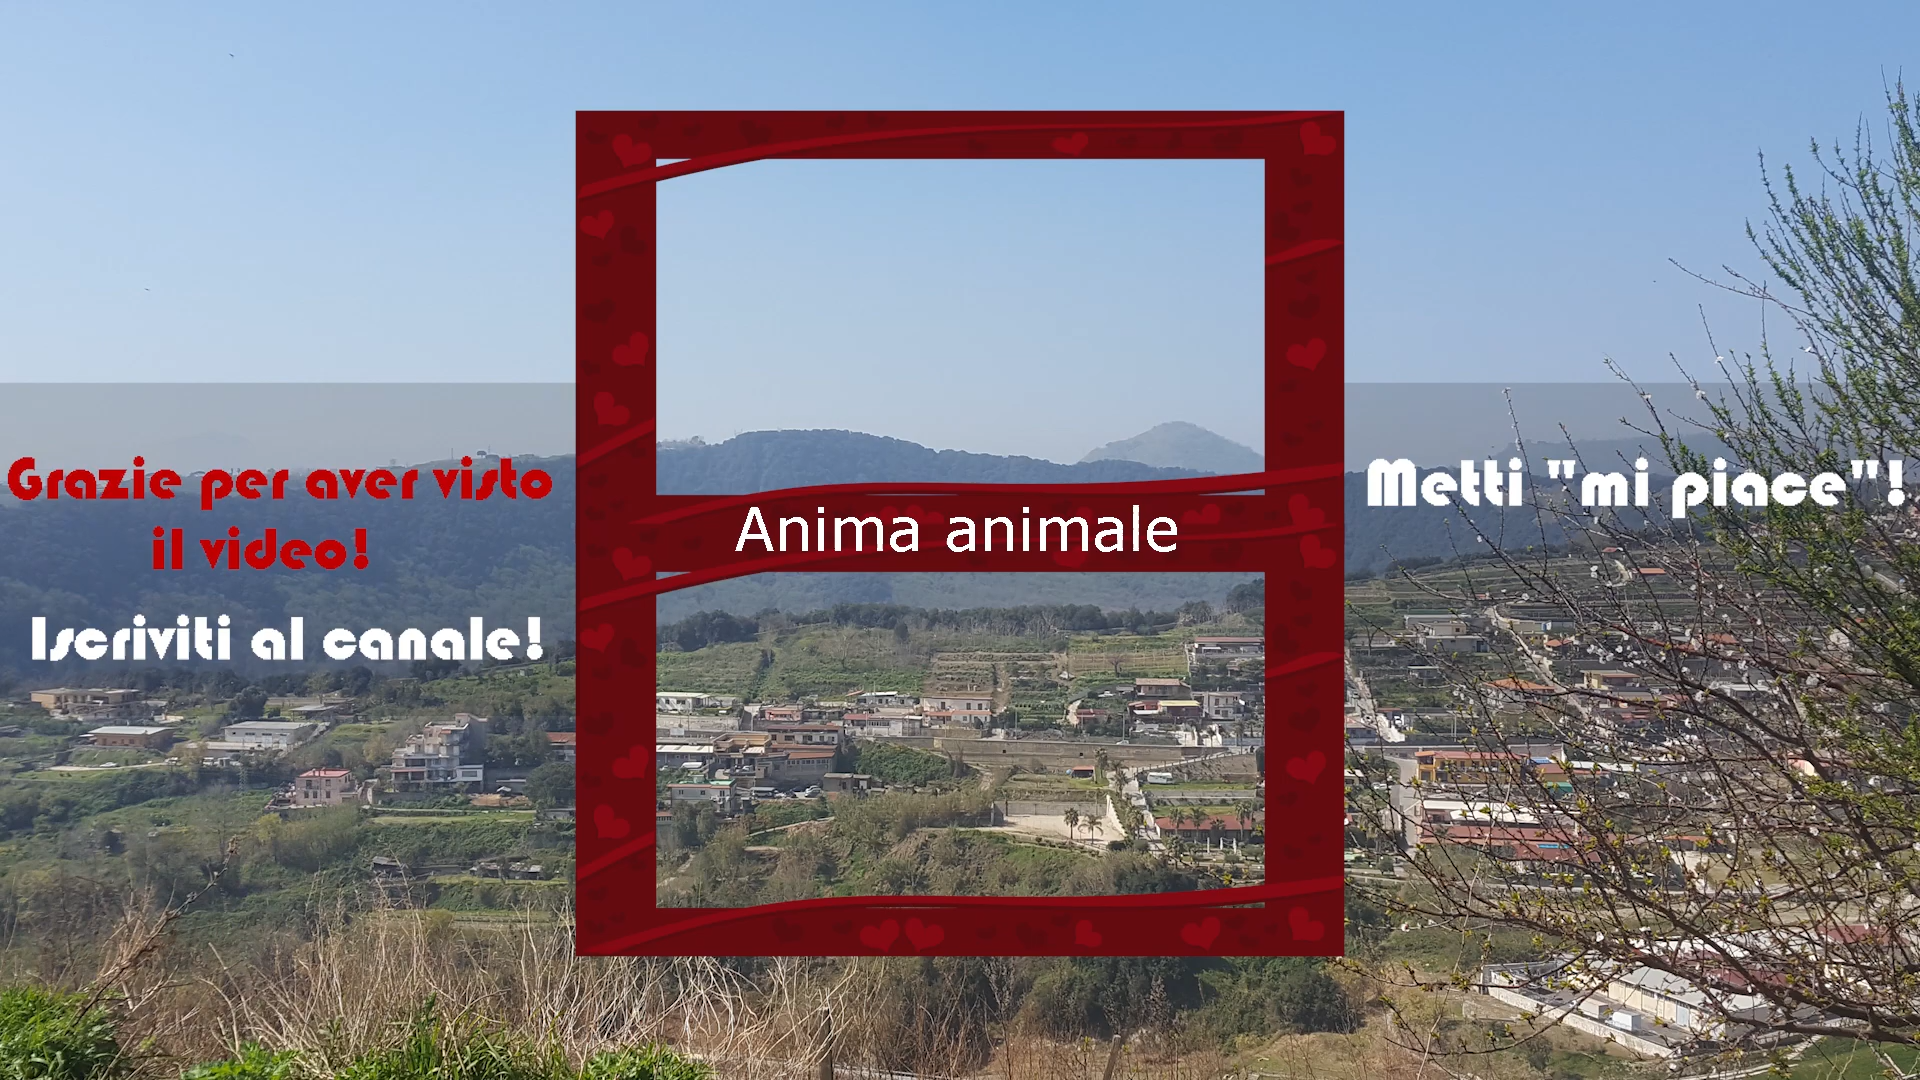 Grazie per aver visto
il video!
Iscriviti al canale!
Anima animale
Metti "mi piace"!